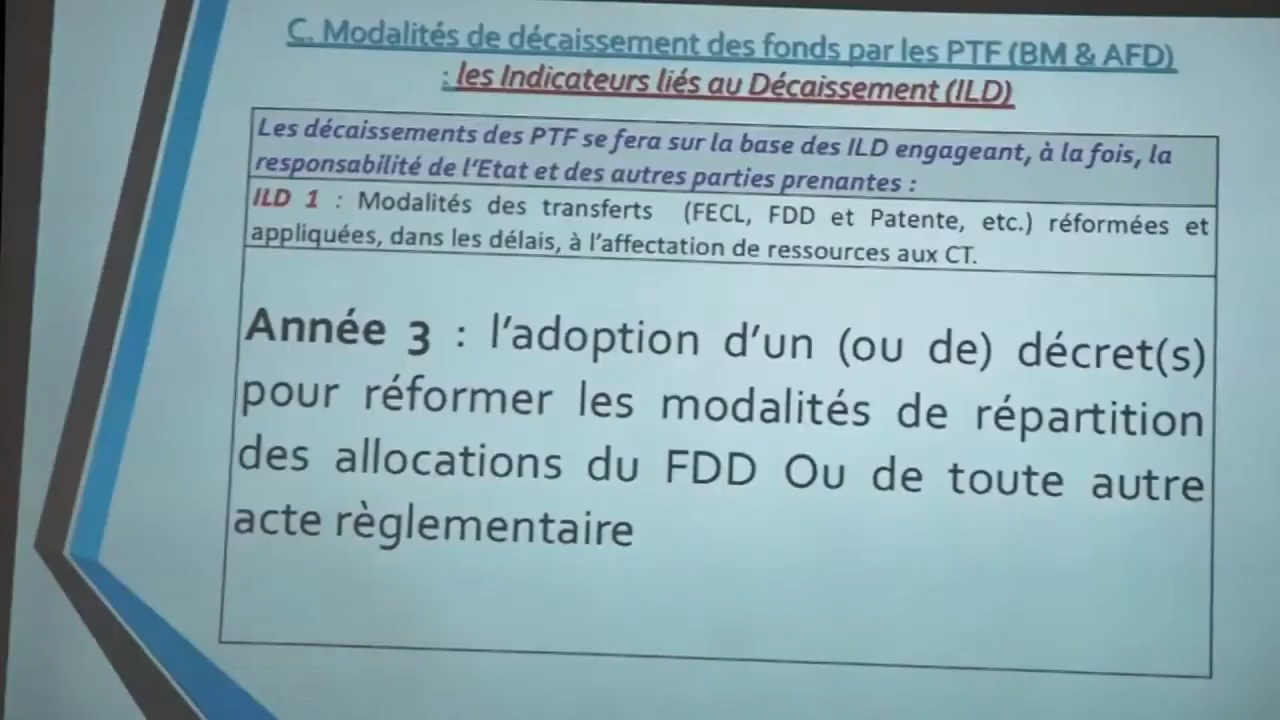 C. Modalités de décaissement des fonds par les PTF (BM & AFD)
: les Indicateurs liés au Décaissement (ILD)
Les décaissements des PTF se fera sur la base des ILD engageant, à la fois, la
responsabilité de l'Etat et des autres parties prenantes :
ILD 1 : Modalités des transferts (FECL, FDD et Patente, etc.) réformées et
appliquées, dans les délais, à l'affectation de ressources aux CT.
Année 3 : l'adoption d'un (ou de) décret(s)
pour réformer les modalités de répartition
des allocations du FDD Ou de toute autre
acte règlementaire